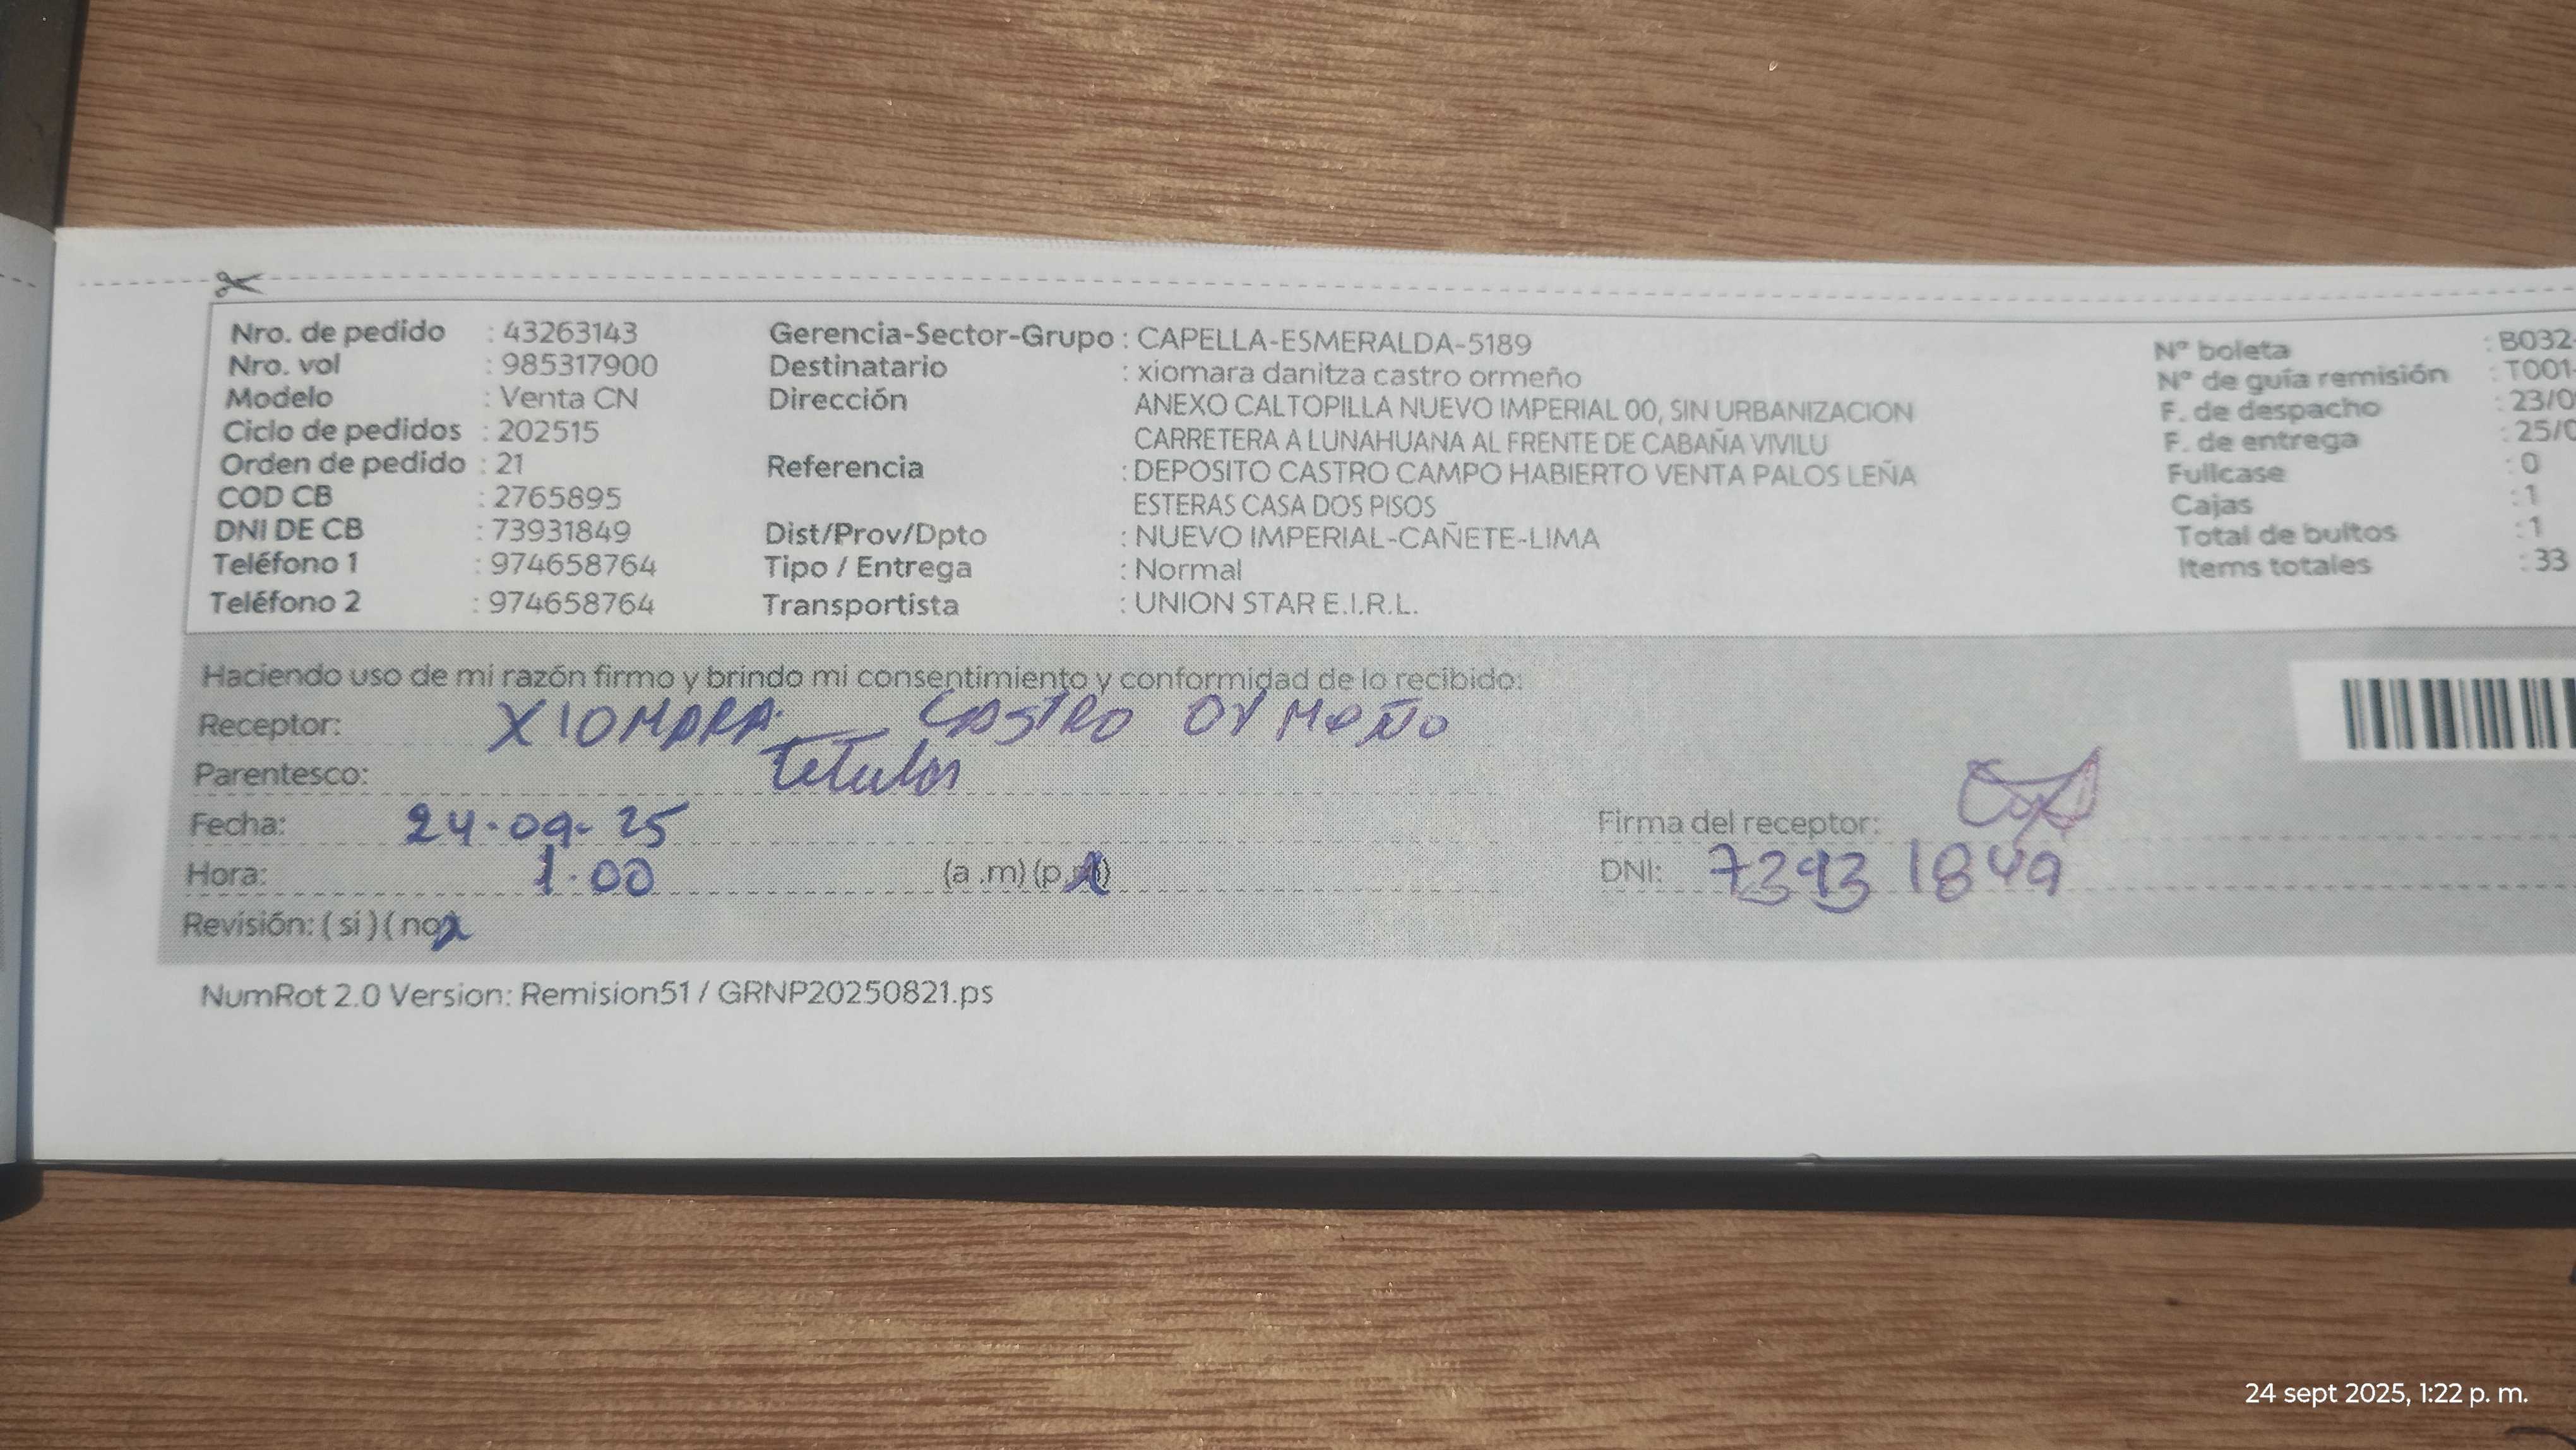 Nro. de pedido : 43263143 Gerencia-Sector-Grupo : CAPELLA-ESMERALDA-5189 Nº boleta : B032-
Nro. vol : 985317900 Destinatario : xiomara danitza castro ormeño Nº de guía remisión : T001-
Modelo : Venta CN Dirección ANEXO CALTOPILLA NUEVO IMPERIAL 00, SIN URBANIZACION F. de despacho : 23/0
Ciclo de pedidos : 202515 CARRETERA A LUNAHUANA AL FRENTE DE CABAÑA VIVILU F. de entrega : 25/0
Orden de pedido : 21 Referencia : DEPOSITO CASTRO CAMPO HABIERTO VENTA PALOS LEÑA Fullcase : 0
COD CB : 2765895 ESTERAS CASA DOS PISOS Cajas : 1
DNI DE CB : 73931849 Dist/Prov/Dpto : NUEVO IMPERIAL-CAÑETE-LIMA Total de bultos : 1
Teléfono 1 : 974658764 Tipo / Entrega : Normal Items totales : 33
Teléfono 2 : 974658764 Transportista : UNION STAR E.I.R.L.
Haciendo uso de mi razón firmo y brindo mi consentimiento y conformidad de lo recibido:
Receptor: XIOMARA CASTRO ORMEÑO
Parentesco: Titular
Fecha: 24-09-25 Firma del receptor:
Hora: 1:00 (a .m) (p.m) DNI: 73931849
Revisión: ( si ) ( no x
NumRot 2.0 Version: Remision51 / GRNP20250821.ps
24 sept 2025, 1:22 p. m.